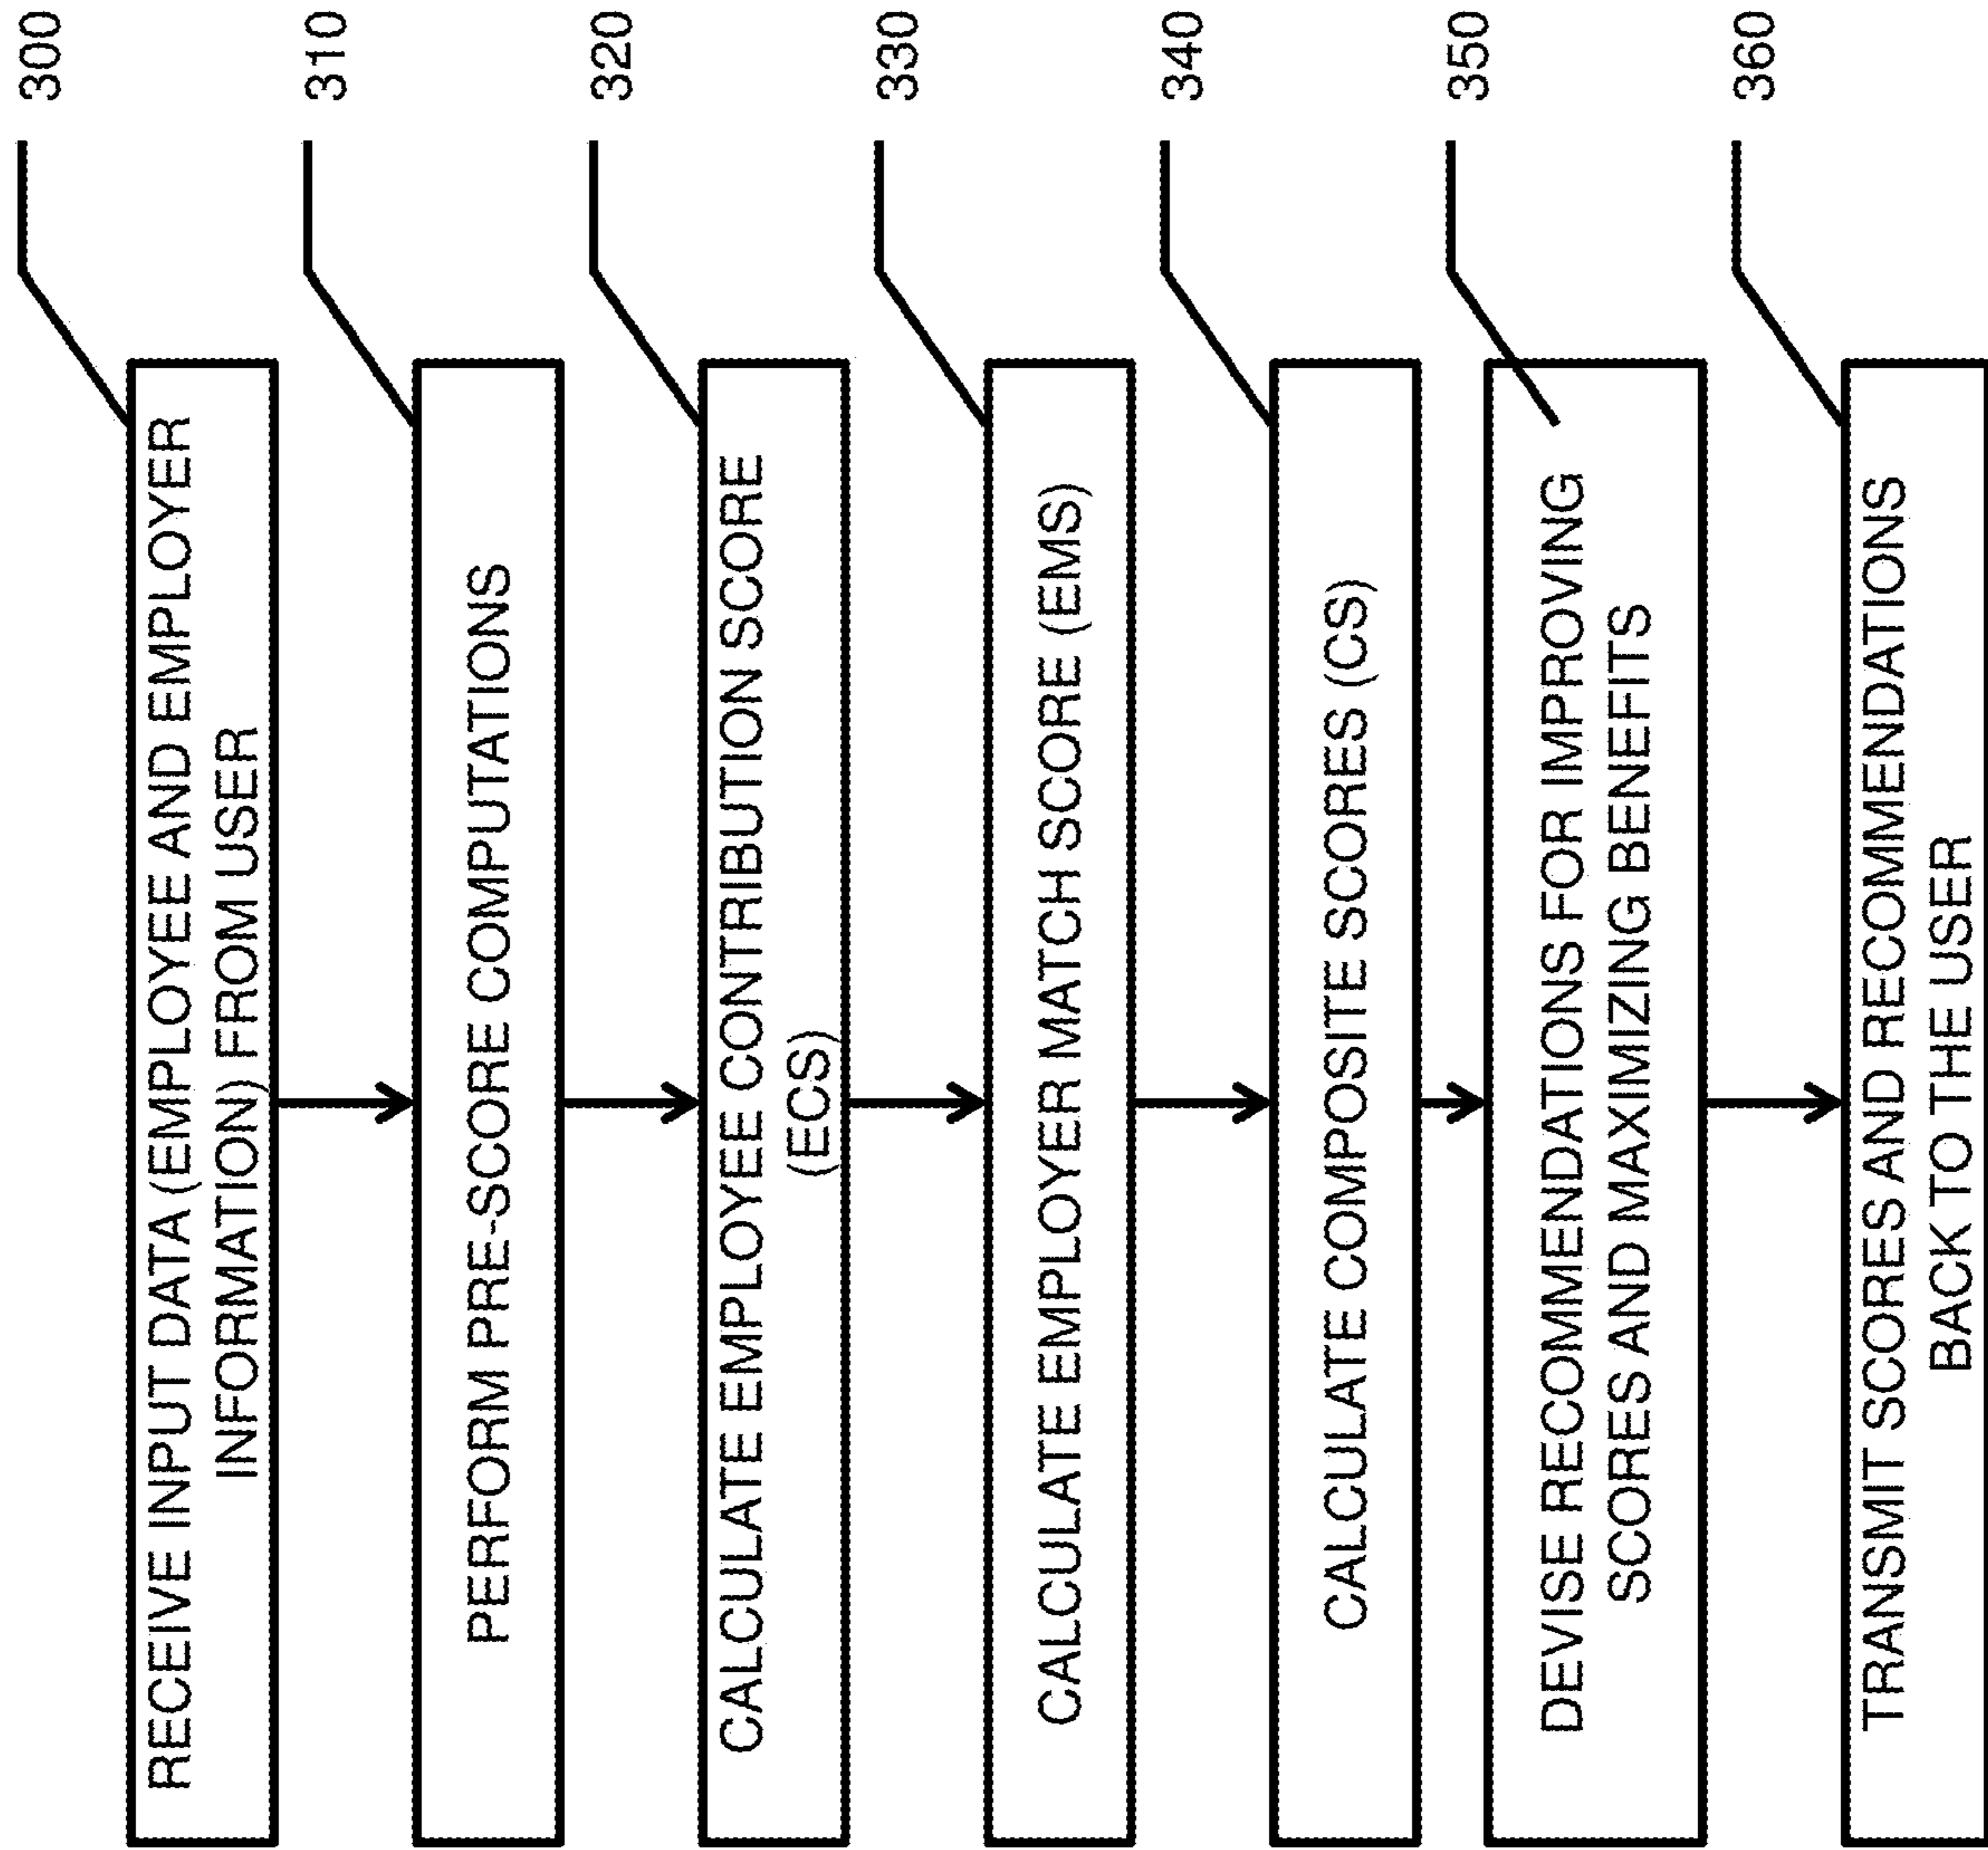 300
RECEIVE INPUT DATA (EMPLOYEE AND EMPLOYER
INFORMATION) FROM USER
310
PERFORM PRE-SCORE COMPUTATIONS
320
CALCULATE EMPLOYEE CONTRIBUTION SCORE
(ECS)
330
CALCULATE EMPLOYER MATCH SCORE (EMS)
340
CALCULATE COMPOSITE SCORES (CS)
350
DEVISE RECOMMENDATIONS FOR IMPROVING
SCORES AND MAXIMIZING BENEFITS
360
TRANSMIT SCORES AND RECOMMENDATIONS
BACK TO THE USER